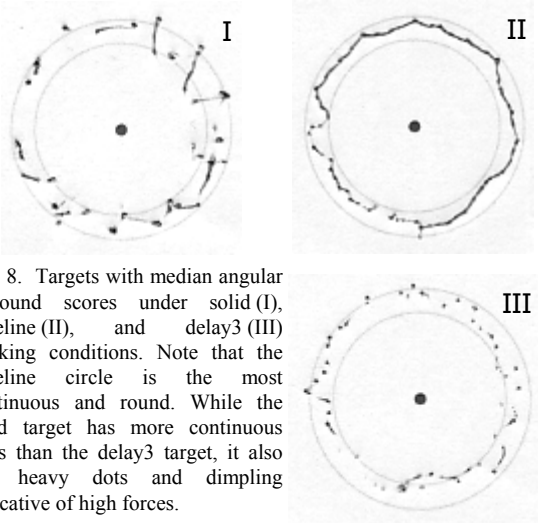 I
II
8. Targets with median angular
ound scores under solid (I),
eline (II), and delay3 (III)
king conditions. Note that the
eline circle is the most
tinuous and round. While the
d target has more continuous
s than the delay3 target, it also
heavy dots and dimpling
cative of high forces.
III